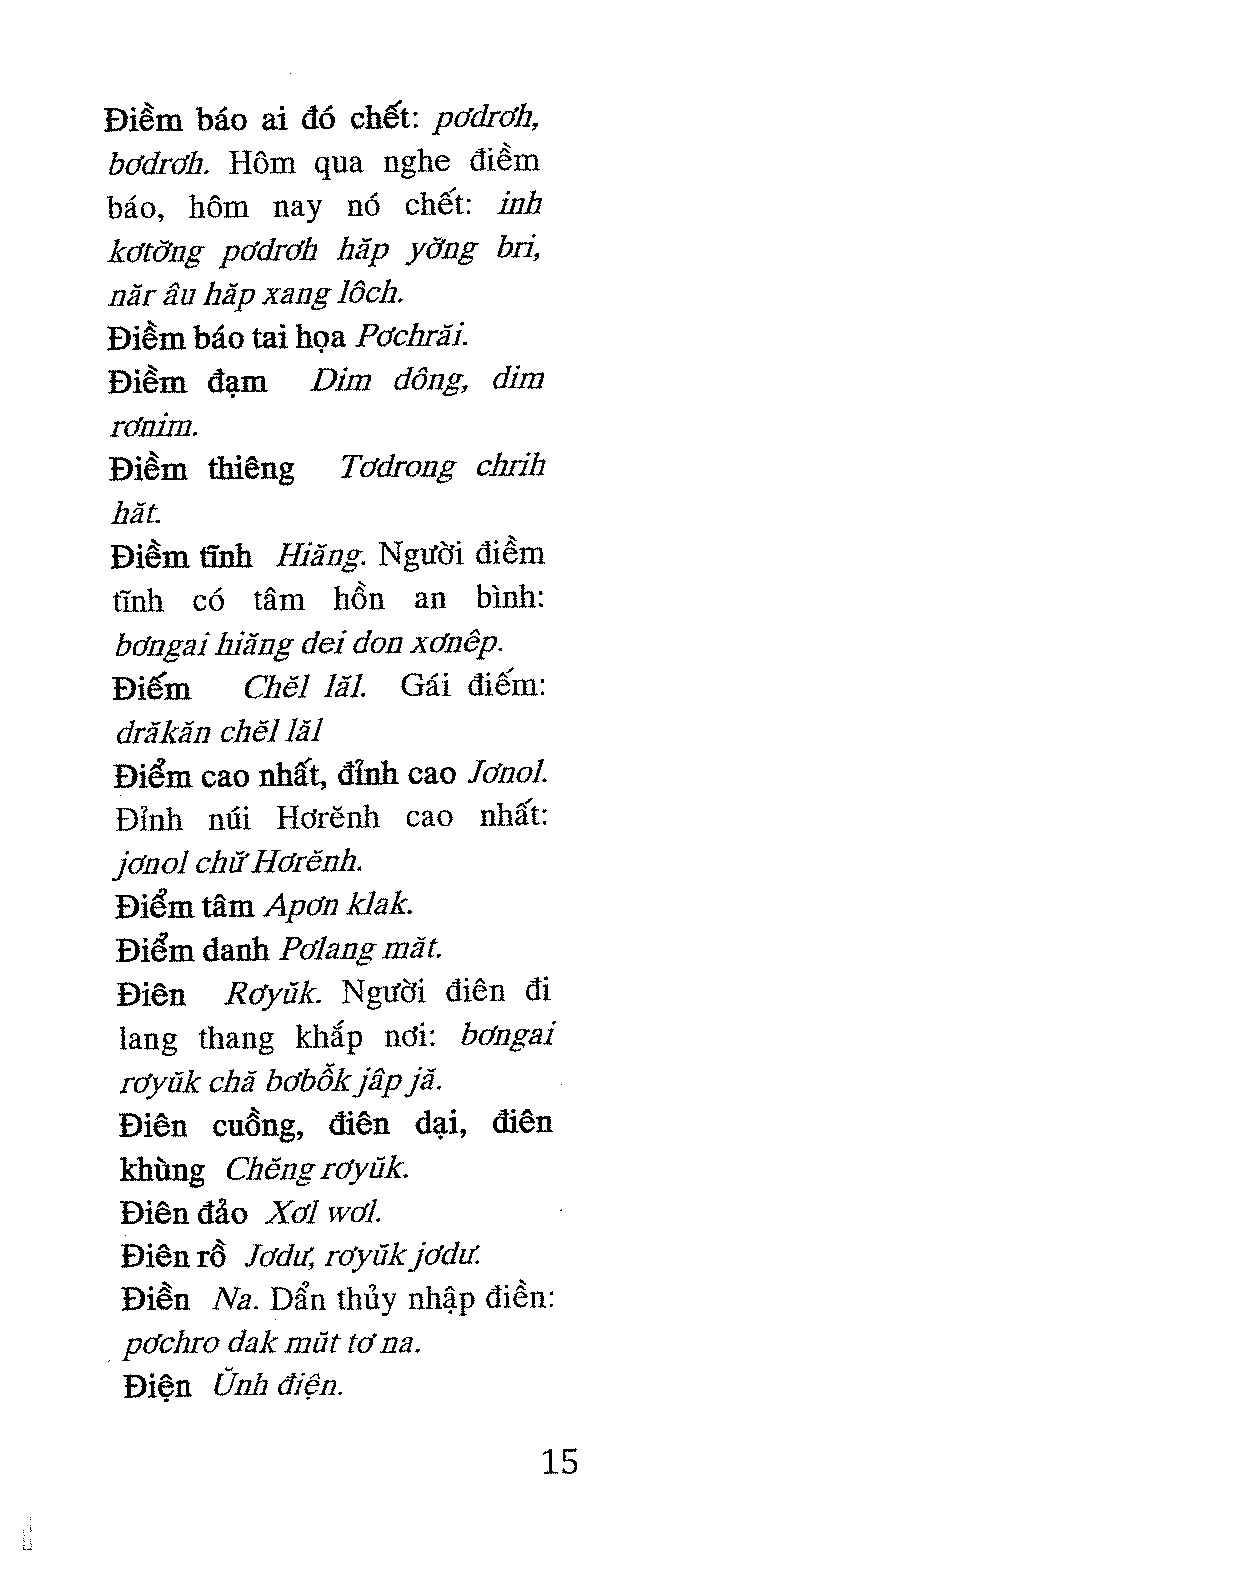 Điềm báo ai đó chết: pơdrơh,
bơdrơh. Hôm qua nghe điềm
báo, hôm nay nó chết: inh
kơtơ̆ng pơdrơh hăp yơ̆ng bri,
năr âu hăp xang lôch.
Điềm báo tai họa Pơchrăi.
Điềm đạm Dim dông, dim
rơnim.
Điềm thiêng Tơdrong chrih
hăt.
Điềm tĩnh Hiăng. Người điềm
tĩnh có tâm hồn an bình:
bơngai hiăng dei don xơnêp.
Điếm Chĕl lăl. Gái điếm:
drăkăn chĕl lăl
Điểm cao nhất, đỉnh cao Jơnol.
Đỉnh núi Hơrĕnh cao nhất:
jơnol chư̆ Hơrĕnh.
Điểm tâm Apơn klak.
Điểm danh Pơlang măt.
Điên Rơyŭk. Người điên đi
lang thang khắp nơi: bơngai
rơyŭk chă bơbô̆k jâp jă.
Điên cuồng, điên dại, điên
khùng Chĕng rơyŭk.
Điên đảo Xơl wơl.
Điên rồ Jơdư, rơyŭk jơdư.
Điền Na. Dẩn thủy nhập điền:
pơchro dak mŭt tơ na.
Điện Ŭnh điện.
15